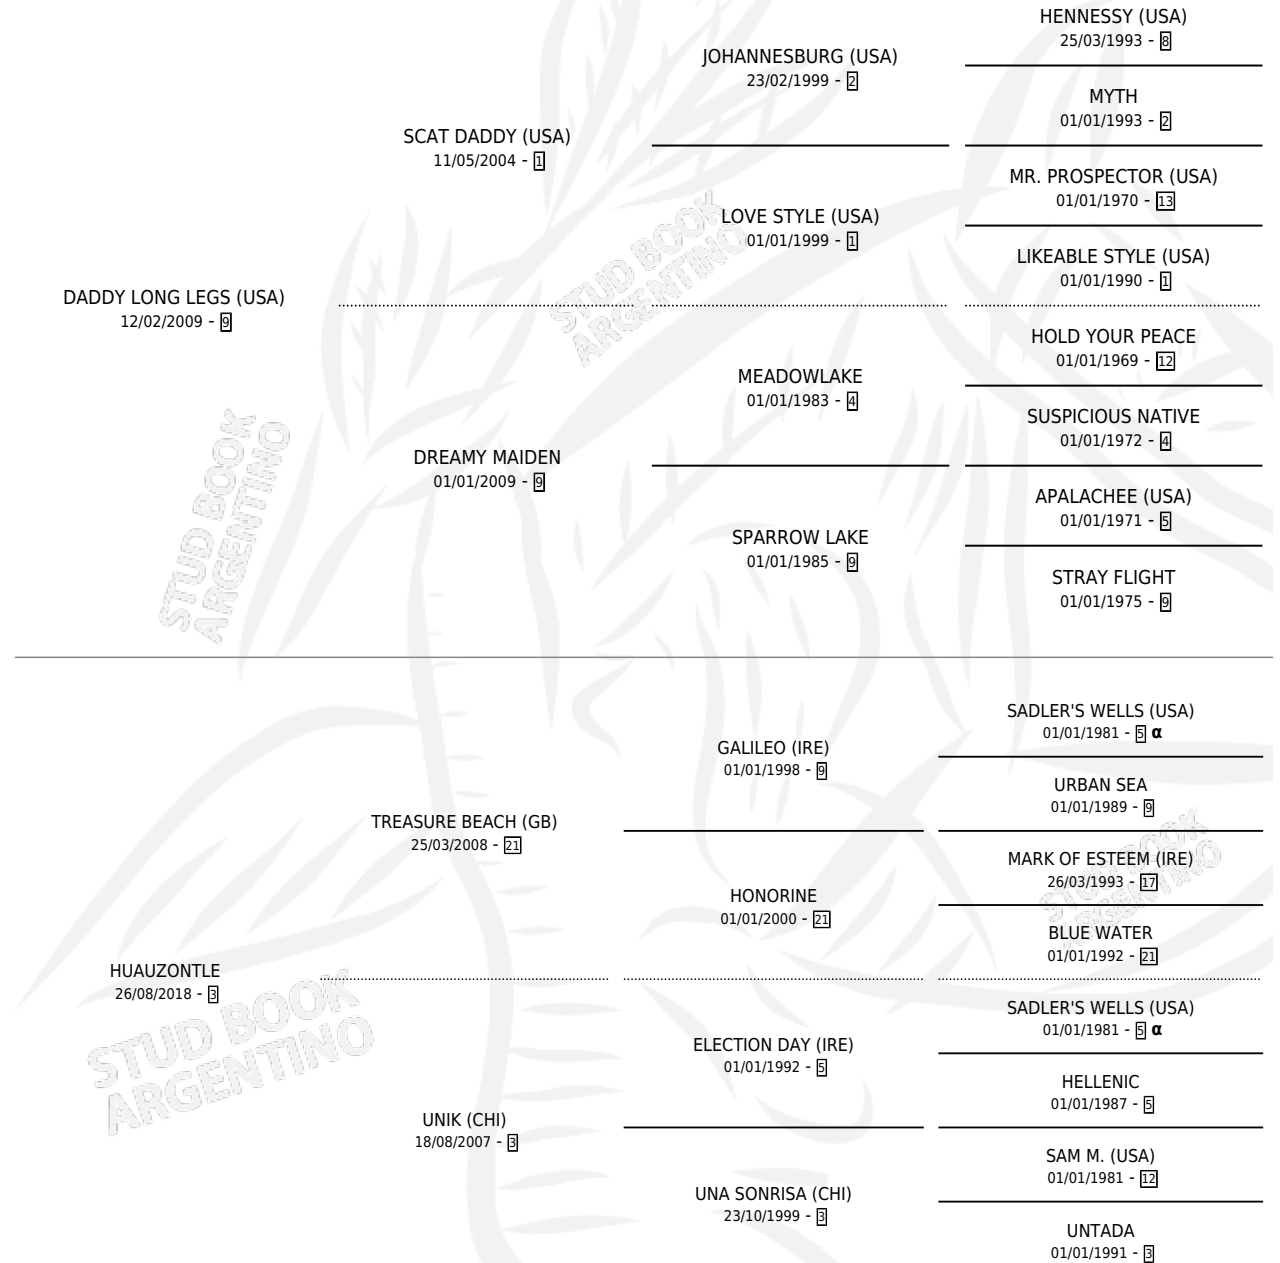 HENNESSY (USA)
25/03/1993 - 8
JOHANNESBURG (USA)
23/02/1999 - 2
MYTH
01/01/1993 - 2
SCAT DADDY (USA)
11/05/2004 - 1
MR. PROSPECTOR (USA)
01/01/1970 - 13
LOVE STYLE (USA)
01/01/1999 - 1
LIKEABLE STYLE (USA)
01/01/1990 - 1
DADDY LONG LEGS (USA)
12/02/2009 - 9
HOLD YOUR PEACE
01/01/1969 - 12
MEADOWLAKE
01/01/1983 - 4
SUSPICIOUS NATIVE
01/01/1972 - 4
DREAMY MAIDEN
01/01/2009 - 9
APALACHEE (USA)
01/01/1971 - 5
SPARROW LAKE
01/01/1985 - 9
STRAY FLIGHT
01/01/1975 - 9
STUD BOOK
ARGENTINO
STUD BOOK
ARGENTINO
SADLER'S WELLS (USA)
01/01/1981 - 5 α
GALILEO (IRE)
01/01/1998 - 9
URBAN SEA
01/01/1989 - 9
TREASURE BEACH (GB)
25/03/2008 - 21
MARK OF ESTEEM (IRE)
26/03/1993 - 17
HONORINE
01/01/2000 - 21
BLUE WATER
01/01/1992 - 21
HUAUZONTLE
26/08/2018 - 3
SADLER'S WELLS (USA)
01/01/1981 - 5 α
ELECTION DAY (IRE)
01/01/1992 - 5
HELLENIC
01/01/1987 - 5
UNIK (CHI)
18/08/2007 - 3
SAM M. (USA)
01/01/1981 - 12
UNA SONRISA (CHI)
23/10/1999 - 3
UNTADA
01/01/1991 - 3
STUD BOOK
ARGENTINO
STUD BOOK
ARGENTINO